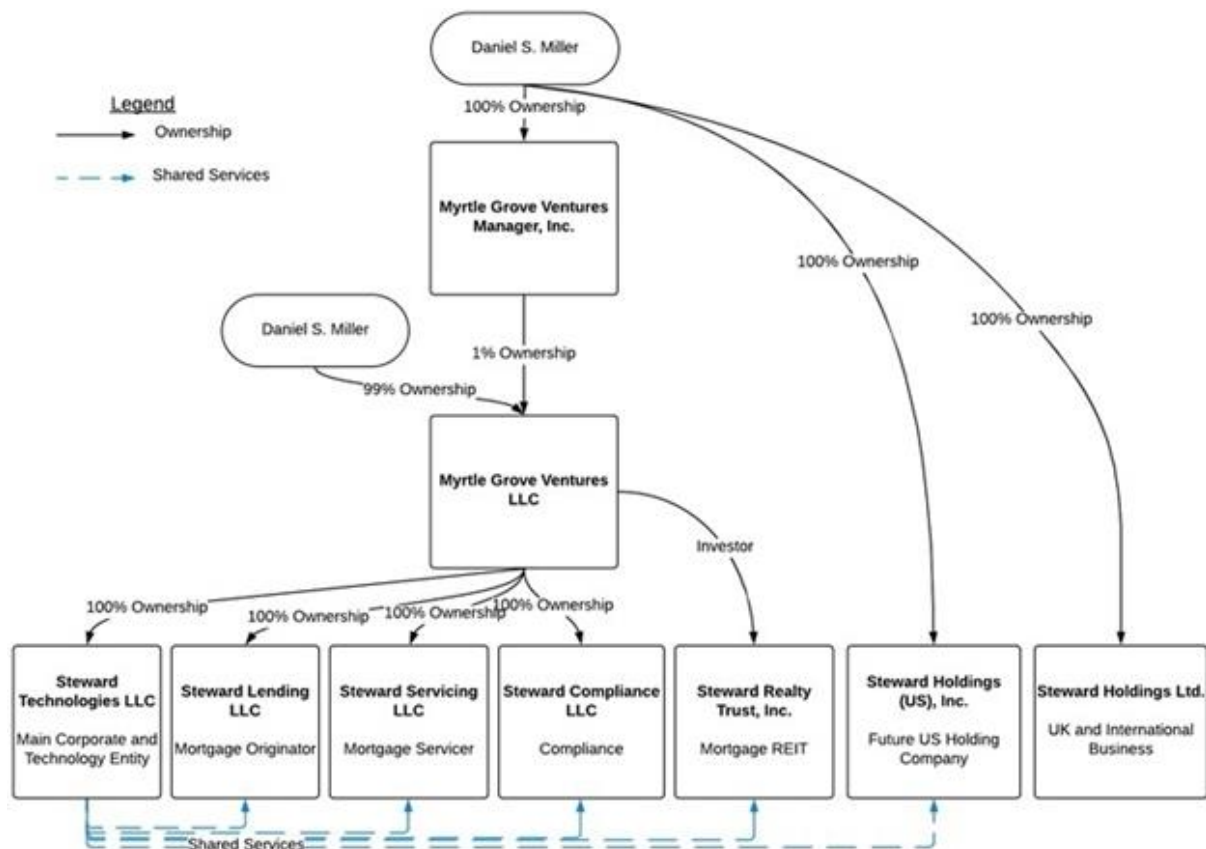 Daniel S. Miller
Legend
Ownership
Shared Services
100% Ownership
Myrtle Grove Ventures
Manager, Inc.
100% Ownership
100% Ownership
Daniel S. Miller
1% Ownership
99% Ownership
Myrtle Grove Ventures
LLC
Investor
100% Ownership
100% Ownership
100% Ownership
100% Ownership
Steward
Technologies LLC
Main Corporate and
Technology Entity
Steward Lending
LLC
Mortgage Originator
Steward Servicing
LLC
Mortgage Servicer
Steward Compliance
LLC
Compliance
Steward Realty
Trust, Inc.
Mortgage REIT
Steward Holdings
(US), Inc.
Future US Holding
Company
Steward Holdings Ltd.
UK and International
Business
Shared Services